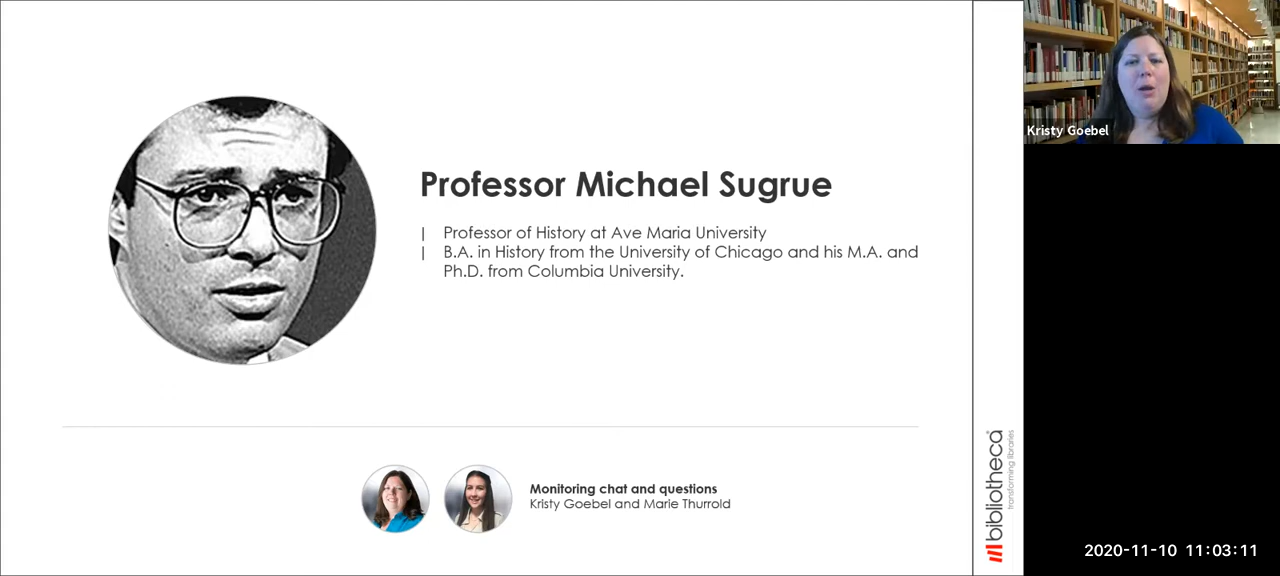 Professor Michael Sugrue
| Professor of History at Ave Maria University
| B.A. in History from the University of Chicago and his M.A. and
Ph.D. from Columbia University.
Monitoring chat and questions
Kristy Goebel and Marie Thurrold
bibliotheca
transforming libraries
Kristy Goebel
2020-11-10 11:03:11